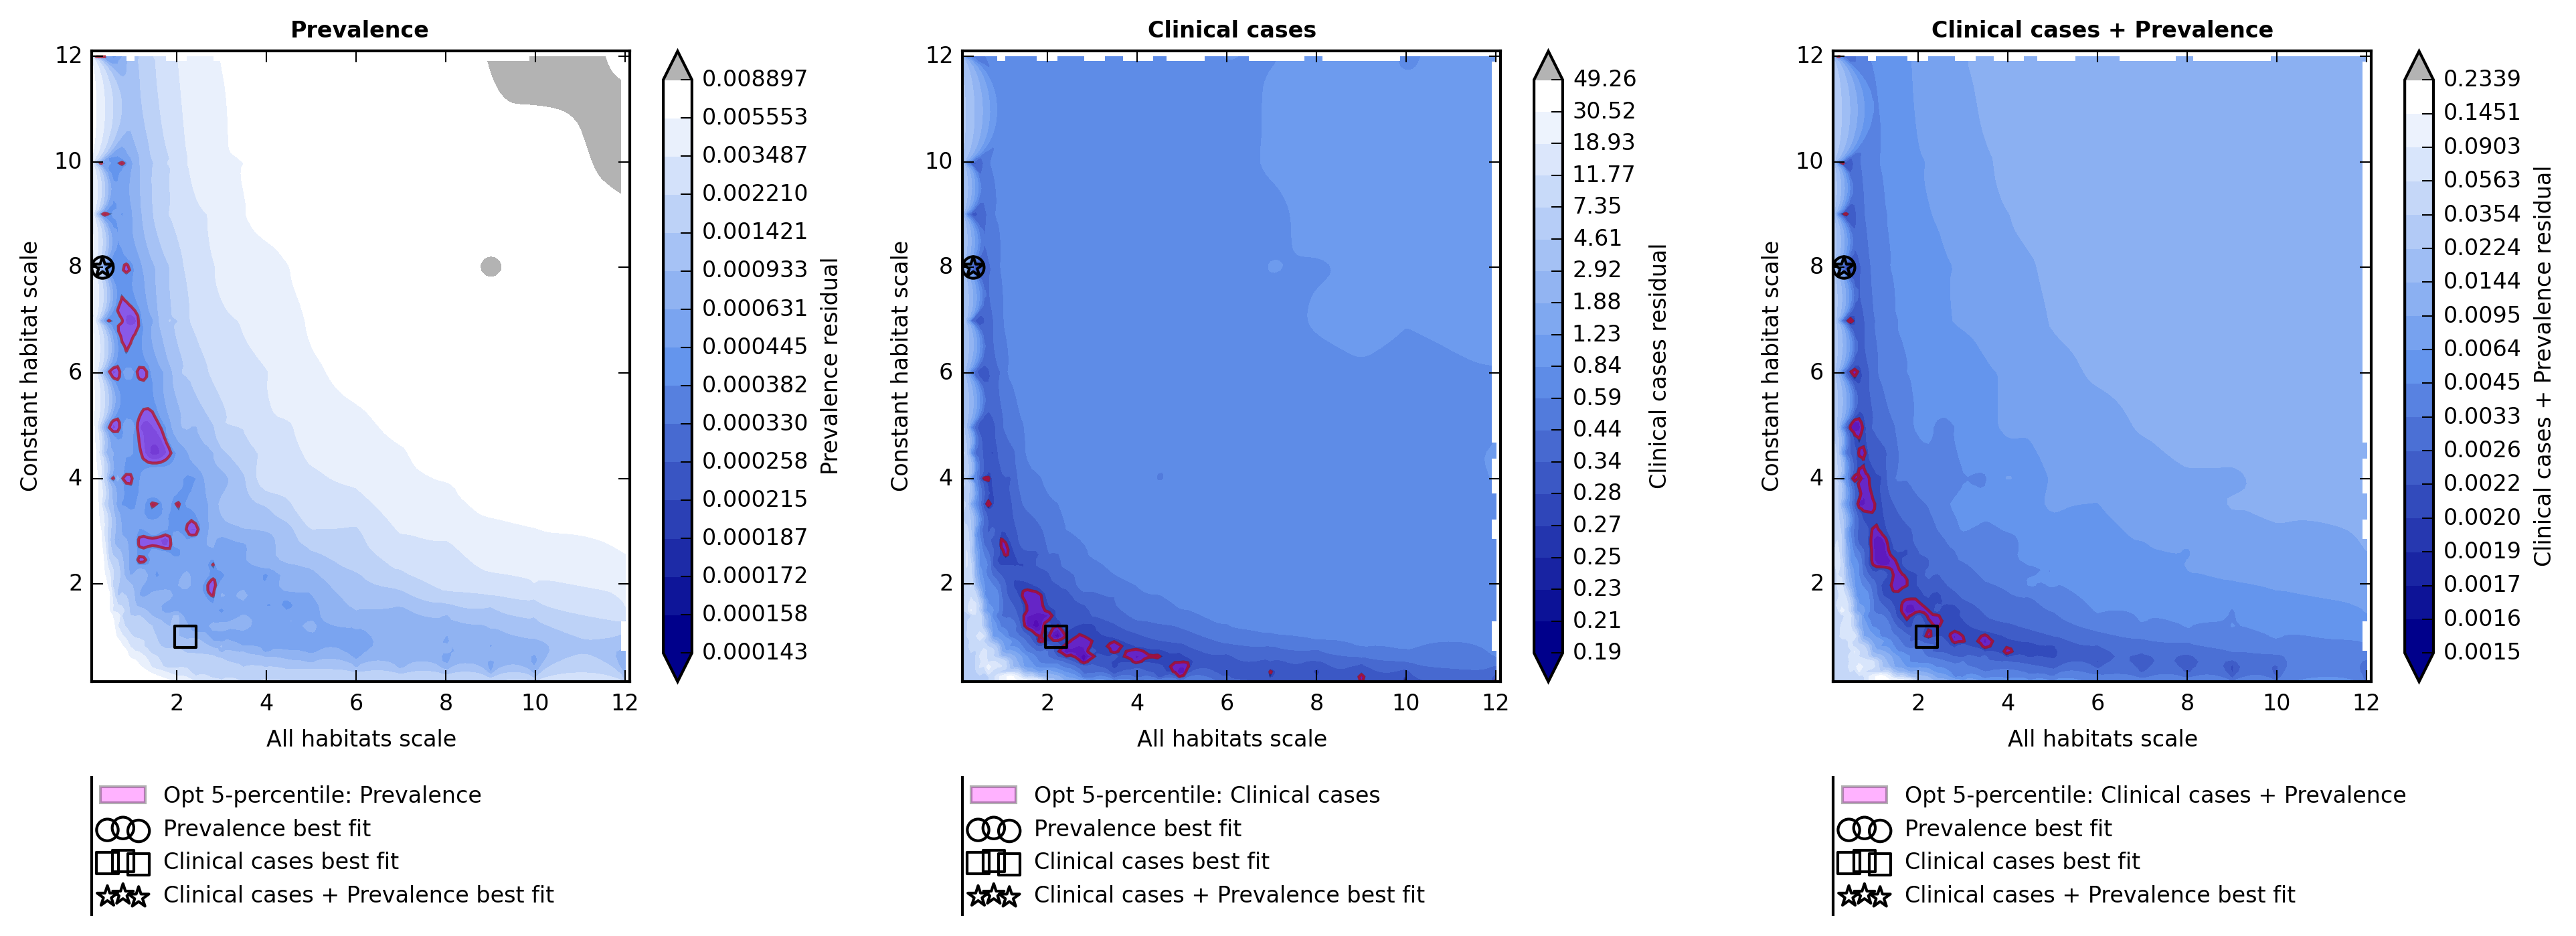 Prevalence
12
10
8
6
4
2
2 4 6 8 10 12
Constant habitat scale
All habitats scale
0.008897
0.005553
0.003487
0.002210
0.001421
0.000933
0.000631
0.000445
0.000382
0.000330
0.000258
0.000215
0.000187
0.000172
0.000158
0.000143
Prevalence residual
Opt 5-percentile: Prevalence
Prevalence best fit
Clinical cases best fit
Clinical cases + Prevalence best fit
Clinical cases
12
10
8
6
4
2
2 4 6 8 10 12
Constant habitat scale
All habitats scale
49.26
30.52
18.93
11.77
7.35
4.61
2.92
1.88
1.23
0.84
0.59
0.44
0.34
0.28
0.27
0.25
0.23
0.21
0.19
Clinical cases residual
Opt 5-percentile: Clinical cases
Prevalence best fit
Clinical cases best fit
Clinical cases + Prevalence best fit
Clinical cases + Prevalence
12
10
8
6
4
2
2 4 6 8 10 12
Constant habitat scale
All habitats scale
0.2339
0.1451
0.0903
0.0563
0.0354
0.0224
0.0144
0.0095
0.0064
0.0045
0.0033
0.0026
0.0022
0.0020
0.0019
0.0017
0.0016
0.0015
Clinical cases + Prevalence residual
Opt 5-percentile: Clinical cases + Prevalence
Prevalence best fit
Clinical cases best fit
Clinical cases + Prevalence best fit